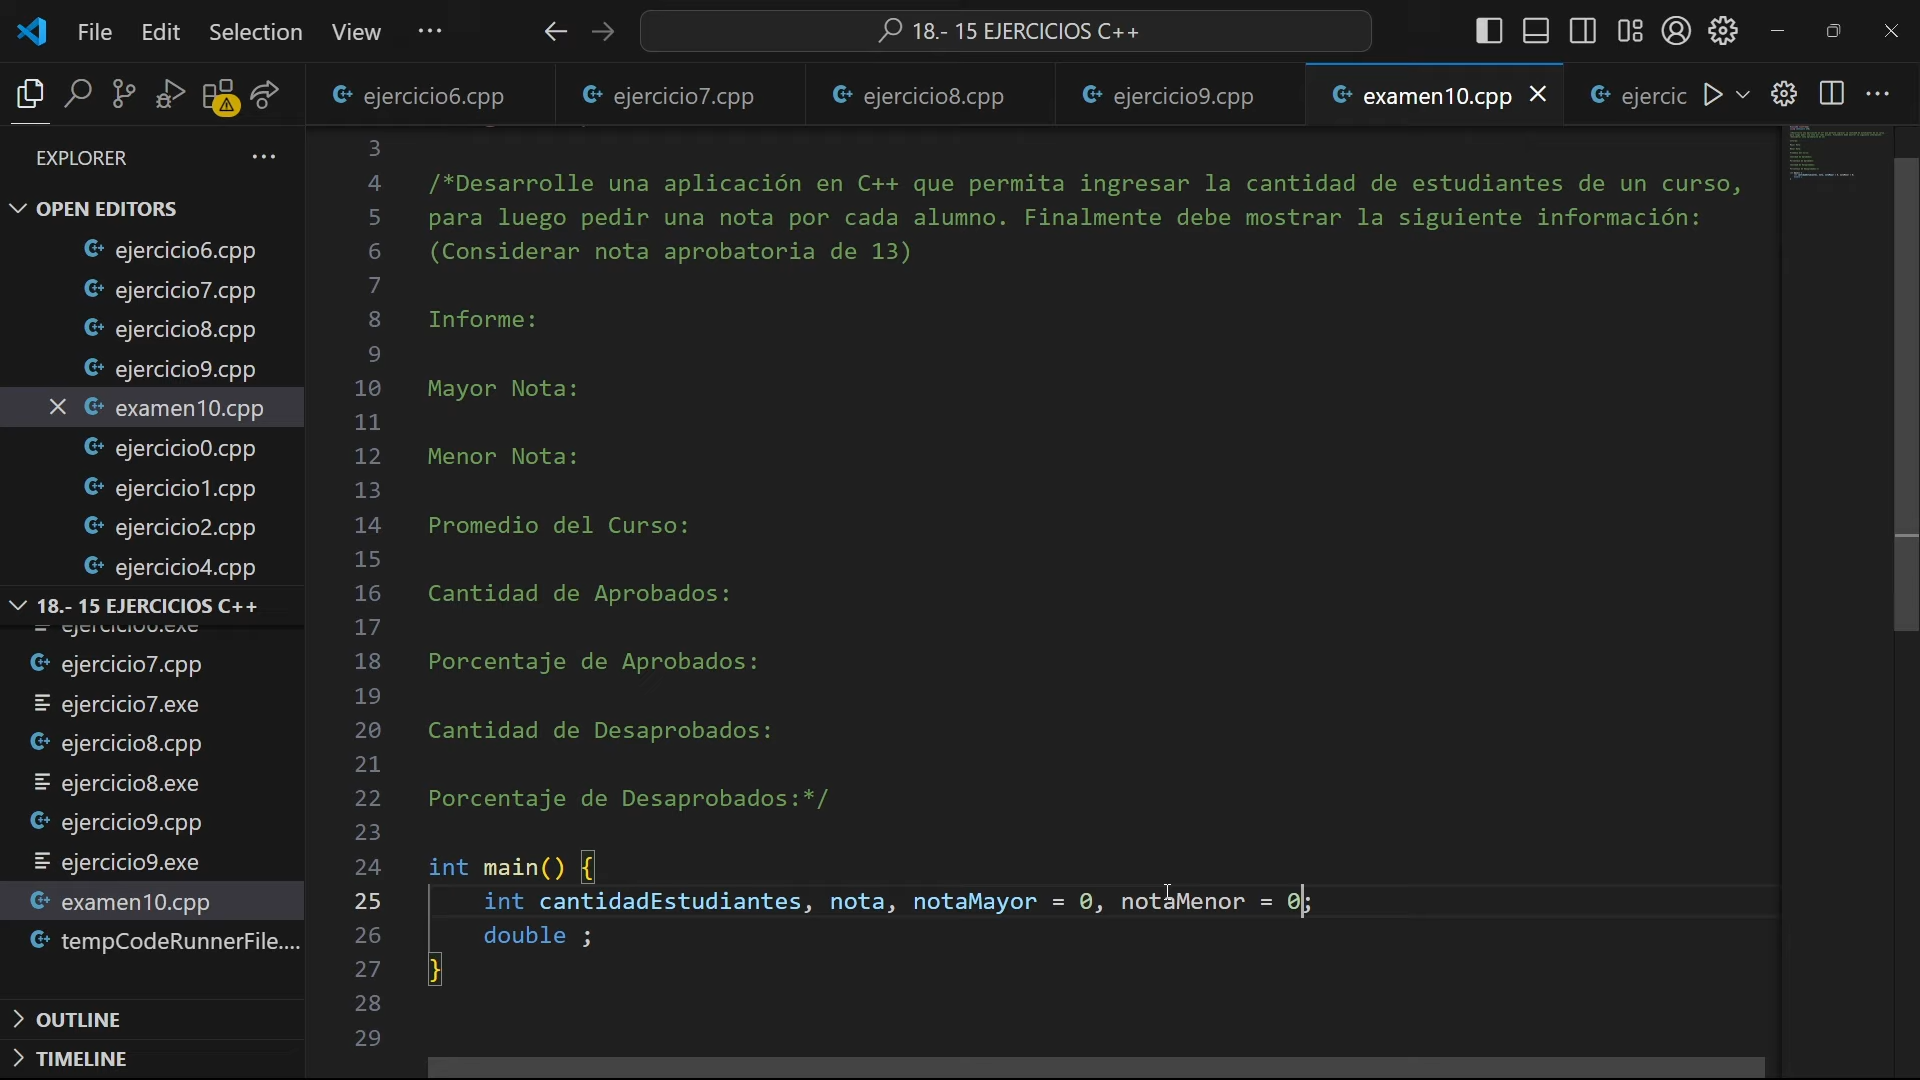 File Edit Selection View ··· 18.- 15 EJERCICIOS C++
ejercicio6.cpp ejercicio7.cpp ejercicio8.cpp ejercicio9.cpp examen10.cpp ejercic
EXPLORER
OPEN EDITORS
ejercicio6.cpp
ejercicio7.cpp
ejercicio8.cpp
ejercicio9.cpp
examen10.cpp
ejercicio0.cpp
ejercicio1.cpp
ejercicio2.cpp
ejercicio4.cpp
18.- 15 EJERCICIOS C++
ejercicio7.cpp
ejercicio7.exe
ejercicio8.cpp
ejercicio8.exe
ejercicio9.cpp
ejercicio9.exe
examen10.cpp
tempCodeRunnerFile....
OUTLINE
TIMELINE
3
4 /*Desarrolle una aplicación en C++ que permita ingresar la cantidad de estudiantes de un curso,
5 para luego pedir una nota por cada alumno. Finalmente debe mostrar la siguiente información:
6 (Considerar nota aprobatoria de 13)
7
8 Informe:
9
10 Mayor Nota:
11
12 Menor Nota:
13
14 Promedio del Curso:
15
16 Cantidad de Aprobados:
17
18 Porcentaje de Aprobados:
19
20 Cantidad de Desaprobados:
21
22 Porcentaje de Desaprobados:*/
23
24 int main() {
25 int cantidadEstudiantes, nota, notaMayor = 0, notaMenor = 0;
26 double ;
27 }
28
29